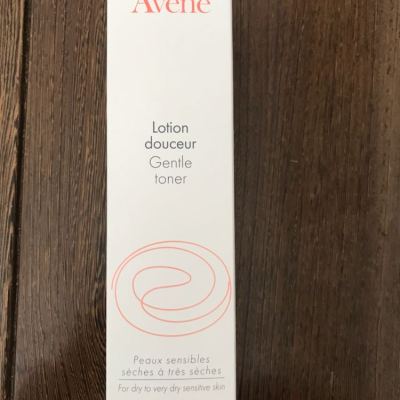 Avène
Lotion
douceur
Gentle
toner
Peaux sensibles
sèches à très sèches
For dry to very dry sensitive skin